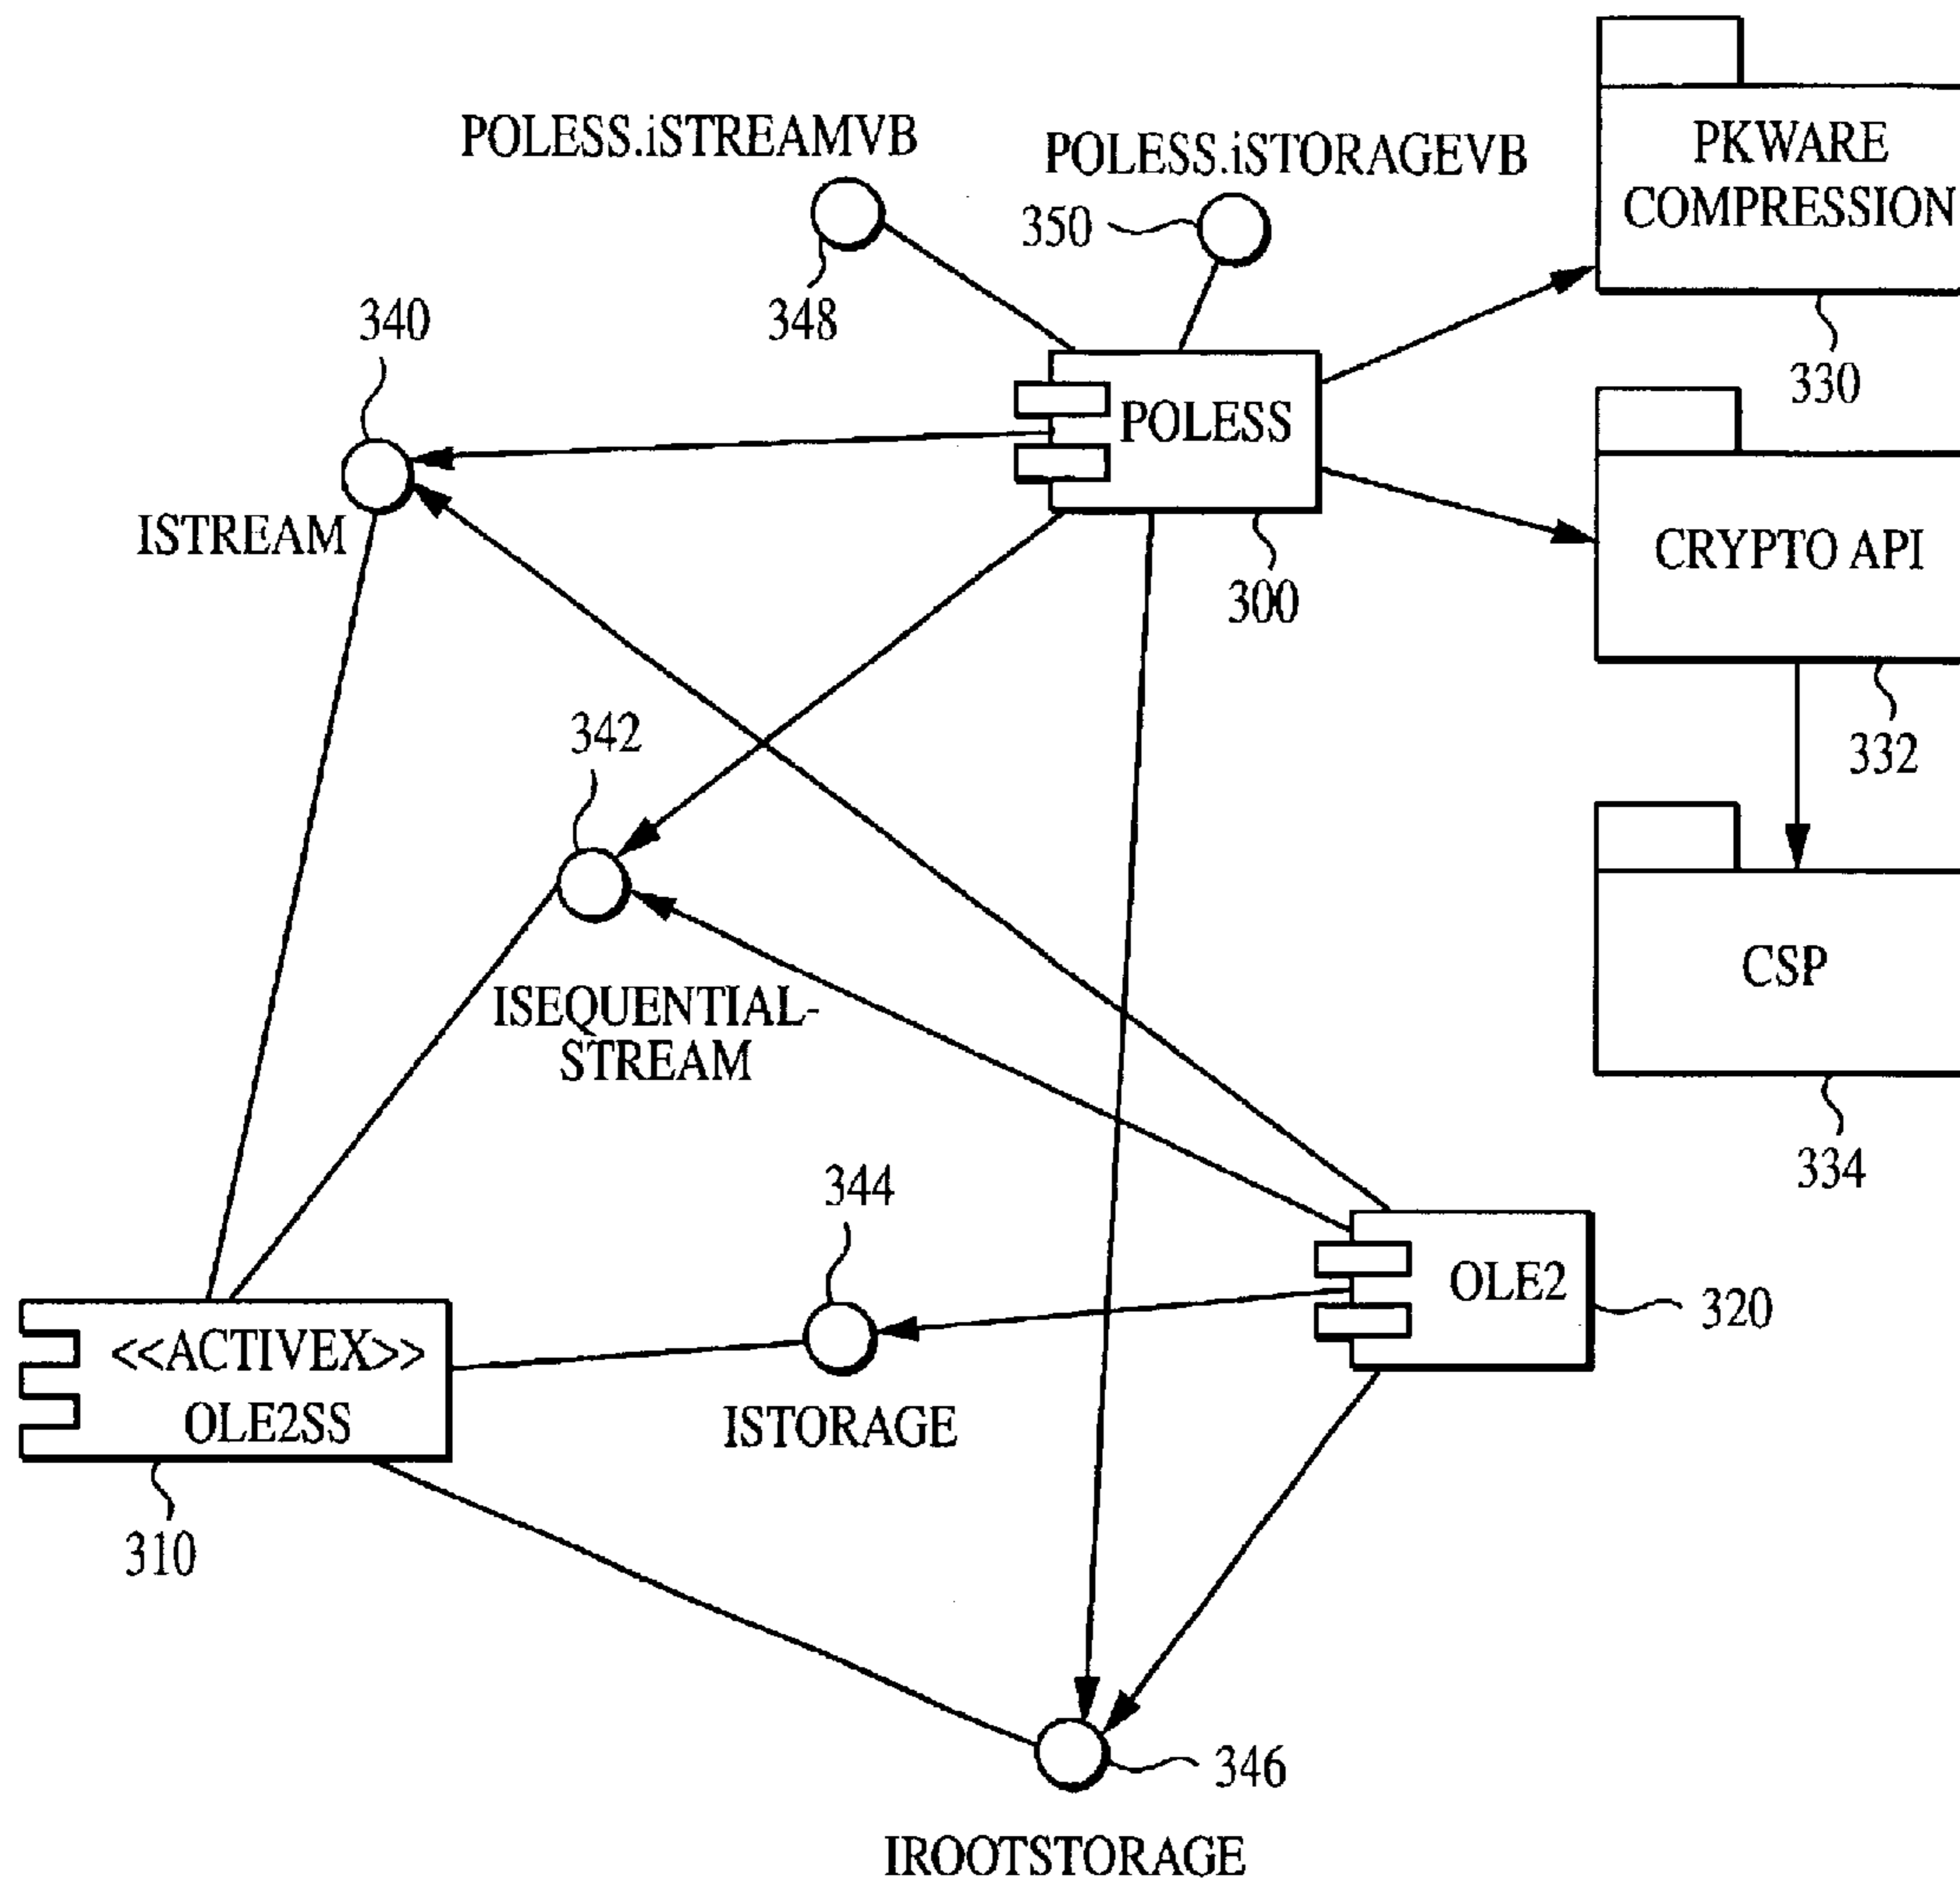 POLESS.iSTREAMVB
348
POLESS.iSTORAGEVB
350
PKWARE
COMPRESSION
330
340
ISTREAM
POLESS
300
CRYPTO API
332
342
ISEQUENTIAL-
STREAM
CSP
334
344
ISTORAGE
OLE2
320
<<ACTIVEX>>
OLE2SS
310
346
IROOTSTORAGE